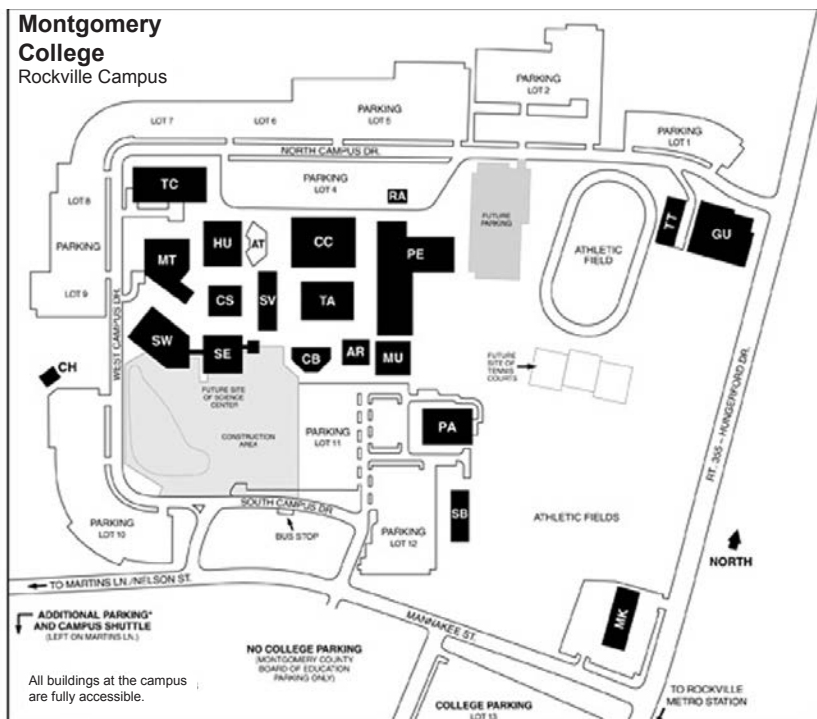 Montgomery
College
Rockville Campus
PARKING
LOT 2
PARKING
LOT 5
LOT 7
LOT 6
PARKING
LOT 1
NORTH CAMPUS DR.
TC
PARKING
LOT 4
RA
LOT 8
FUTURE
PARKING
TT
GU
HU
AT
CC
PE
ATHLETIC
FIELD
PARKING
MT
LOT 9
CS
SV
TA
WEST CAMPUS DR.
SW
SE
CB
AR
MU
CH
FUTURE
SITE OF
TENNIS
COURTS
FUTURE SITE
OF SCIENCE
CENTER
RT. 355 – HUNGERFORD DR.
CONSTRUCTION
AREA
PARKING
LOT 11
PA
SOUTH CAMPUS DR.
SB
ATHLETIC FIELDS
PARKING
LOT 10
BUS STOP
PARKING
LOT 12
NORTH
TO MARTINS LN./NELSON ST.
MK
ADDITIONAL PARKING*
AND CAMPUS SHUTTLE
(LEFT ON MARTINS LN.)
MANNAKEE ST.
NO COLLEGE PARKING
(MONTGOMERY COUNTY
BOARD OF EDUCATION
PARKING ONLY)
All buildings at the campus
are fully accessible.
TO ROCKVILLE
METRO STATION
COLLEGE PARKING
LOT 13